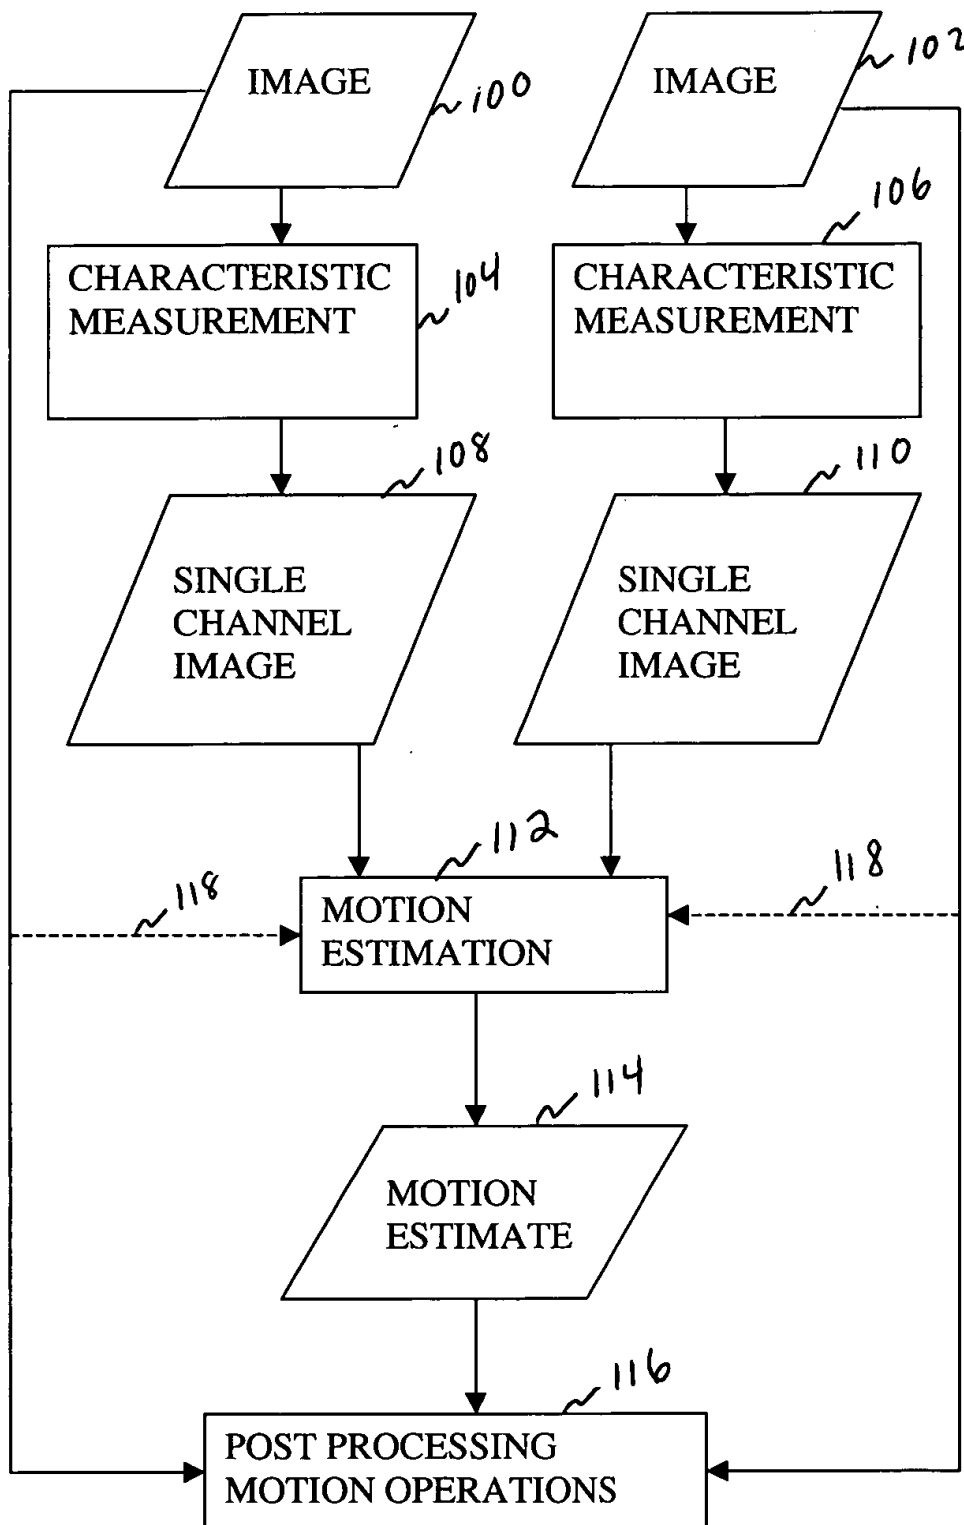 IMAGE
100
IMAGE
102
CHARACTERISTIC
MEASUREMENT
104
CHARACTERISTIC
MEASUREMENT
106
SINGLE
CHANNEL
IMAGE
108
SINGLE
CHANNEL
IMAGE
110
MOTION
ESTIMATION
112
118
118
MOTION
ESTIMATE
114
POST PROCESSING
MOTION OPERATIONS
116